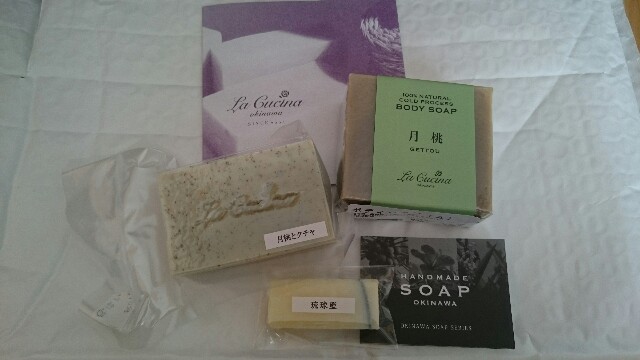 La Cucina
okinawa
100% NATURAL
COLD PROCESS
BODY SOAP
月桃
GETTOU
La Cucina
La Cucina
月桃とクチャ
琉球藍
HANDMADE
SOAP
OKINAWA
OKINAWA SOAP SERIES